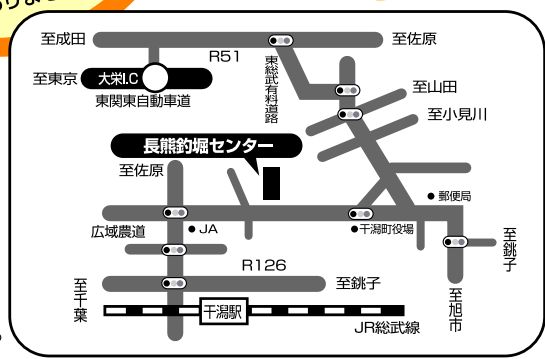 至成田
至佐原
R51
至東京
大栄I.C
東関東自動車道
東総武有料道路
至山田
至小見川
長熊釣堀センター
至佐原
郵便局
広域農道
JA
干潟町役場
至銚子
R126
至千葉
至銚子
至旭市
干潟駅
JR総武線